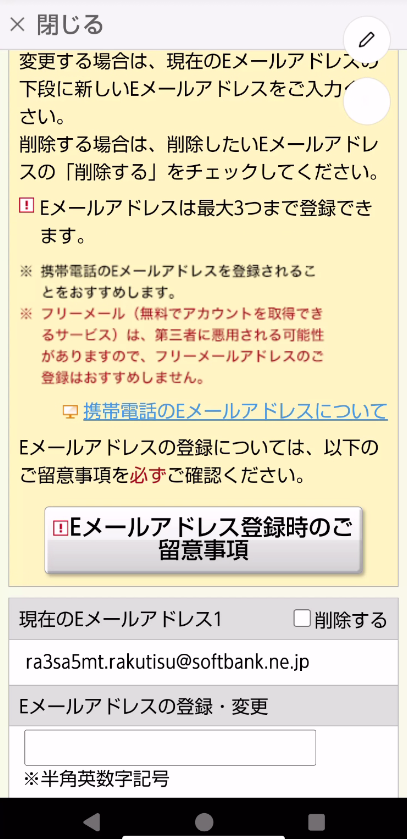 × 閉じる
変更する場合は、現在のEメールアドレスの
下段に新しいEメールアドレスをご入力
さい。
削除する場合は、削除したいEメールアドレ
スの「削除する」をチェックしてください。
Eメールアドレスは最大3つまで登録でき
ます。
※ 携帯電話のEメールアドレスを登録されるこ
とをおすすめします。
※ フリーメール（無料でアカウントを取得でき
るサービス）は、第三者に悪用される可能性
がありますので、フリーメールアドレスのご
登録はおすすめしません。
携帯電話のEメールアドレスについて
Eメールアドレスの登録については、以下の
ご留意事項を必ずご確認ください。
Eメールアドレス登録時のご
留意事項
現在のEメールアドレス1 削除する
ra3sa5mt.rakutisu@softbank.ne.jp
Eメールアドレスの登録・変更
※半角英数字記号